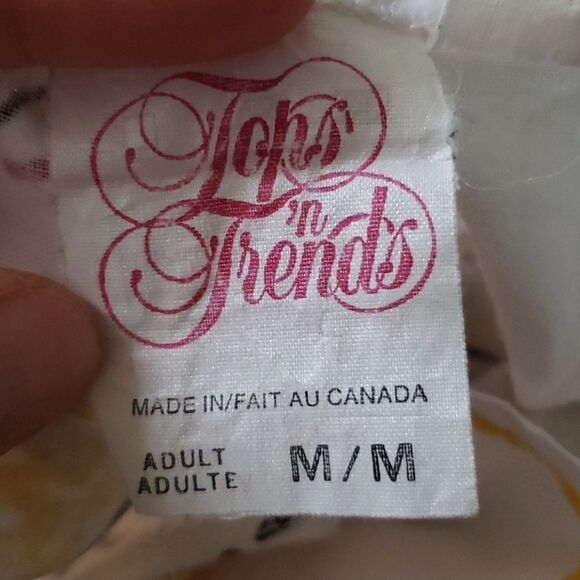 Tops
'n
Trends
MADE IN/FAIT AU CANADA
ADULT M/M
ADULTE